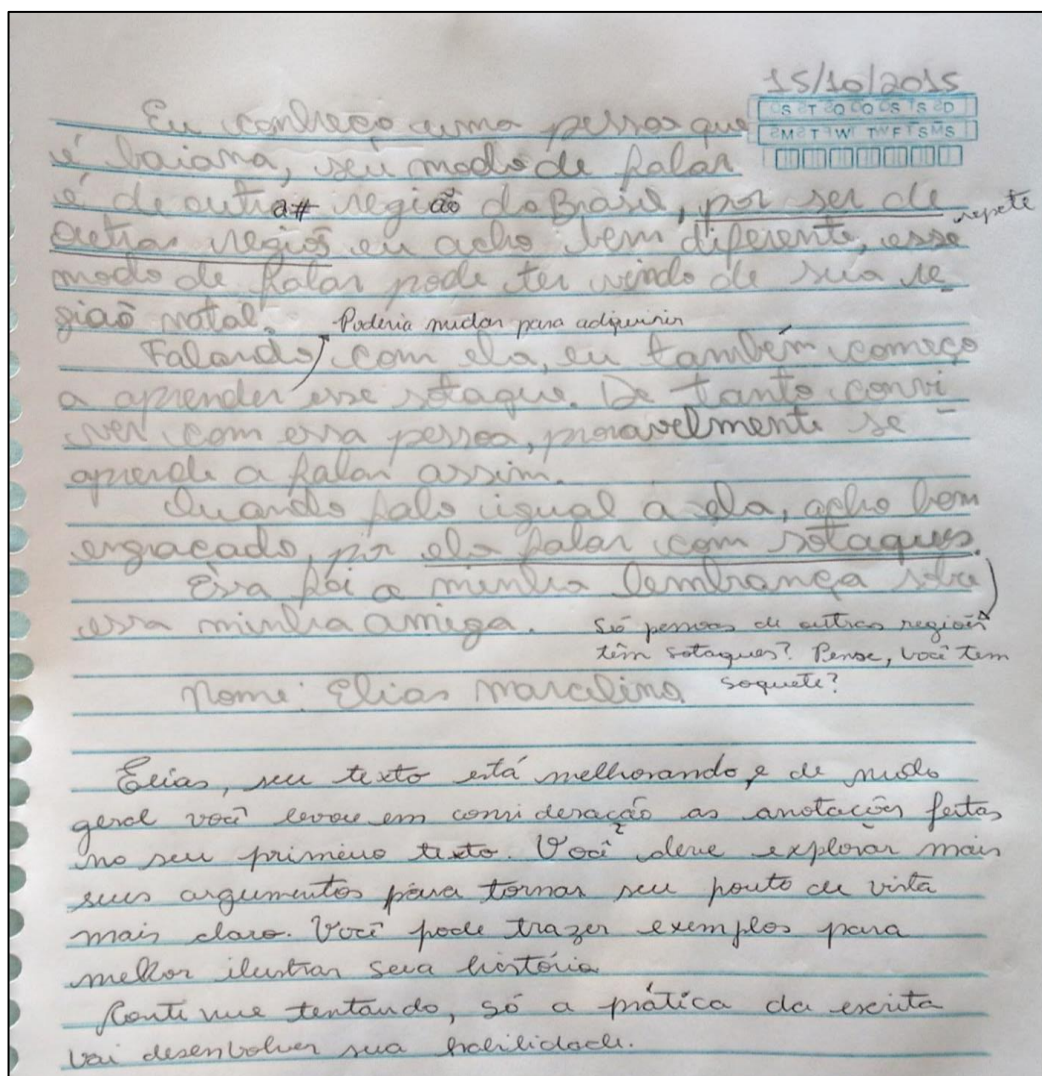 15/10/2015
S T Q Q S S D
M T W T F S S
Eu conheço uma pessoa que
é baiana, seu modo de falar
é de outra região do Brasil, por ser de
repete
outras regiõs eu acho bem diferente, esse
modo de falar pode ter vindo de sua re
gião natal.
Poderia mudar para adiquirir
Falando com ela, eu também começo
a aprender esse sotaque. De tanto convi
ver com essa pessoa, provavelmente se
aprende a falar assim.
Quando falo igual a ela, acho bem
engraçado, por ela falar com sotaques.
Essa foi a minha lembrança sobre
essa minha amiga.
Só pessoas de outras regiões
têm sotaques? Pense, você tem
soquete?
Nome: Elias Marcelino
Elias, seu texto está melhorando, e de modo
geral você levou em consideração as anotações feitas
no seu primeiro texto. Você deve explorar mais
seus argumentos para tornar seu ponto de vista
mais claro. Você pode trazer exemplos para
melhor ilustrar sua história
Continue tentando, só a prática da escrita
vai desenvolver sua habilidade.